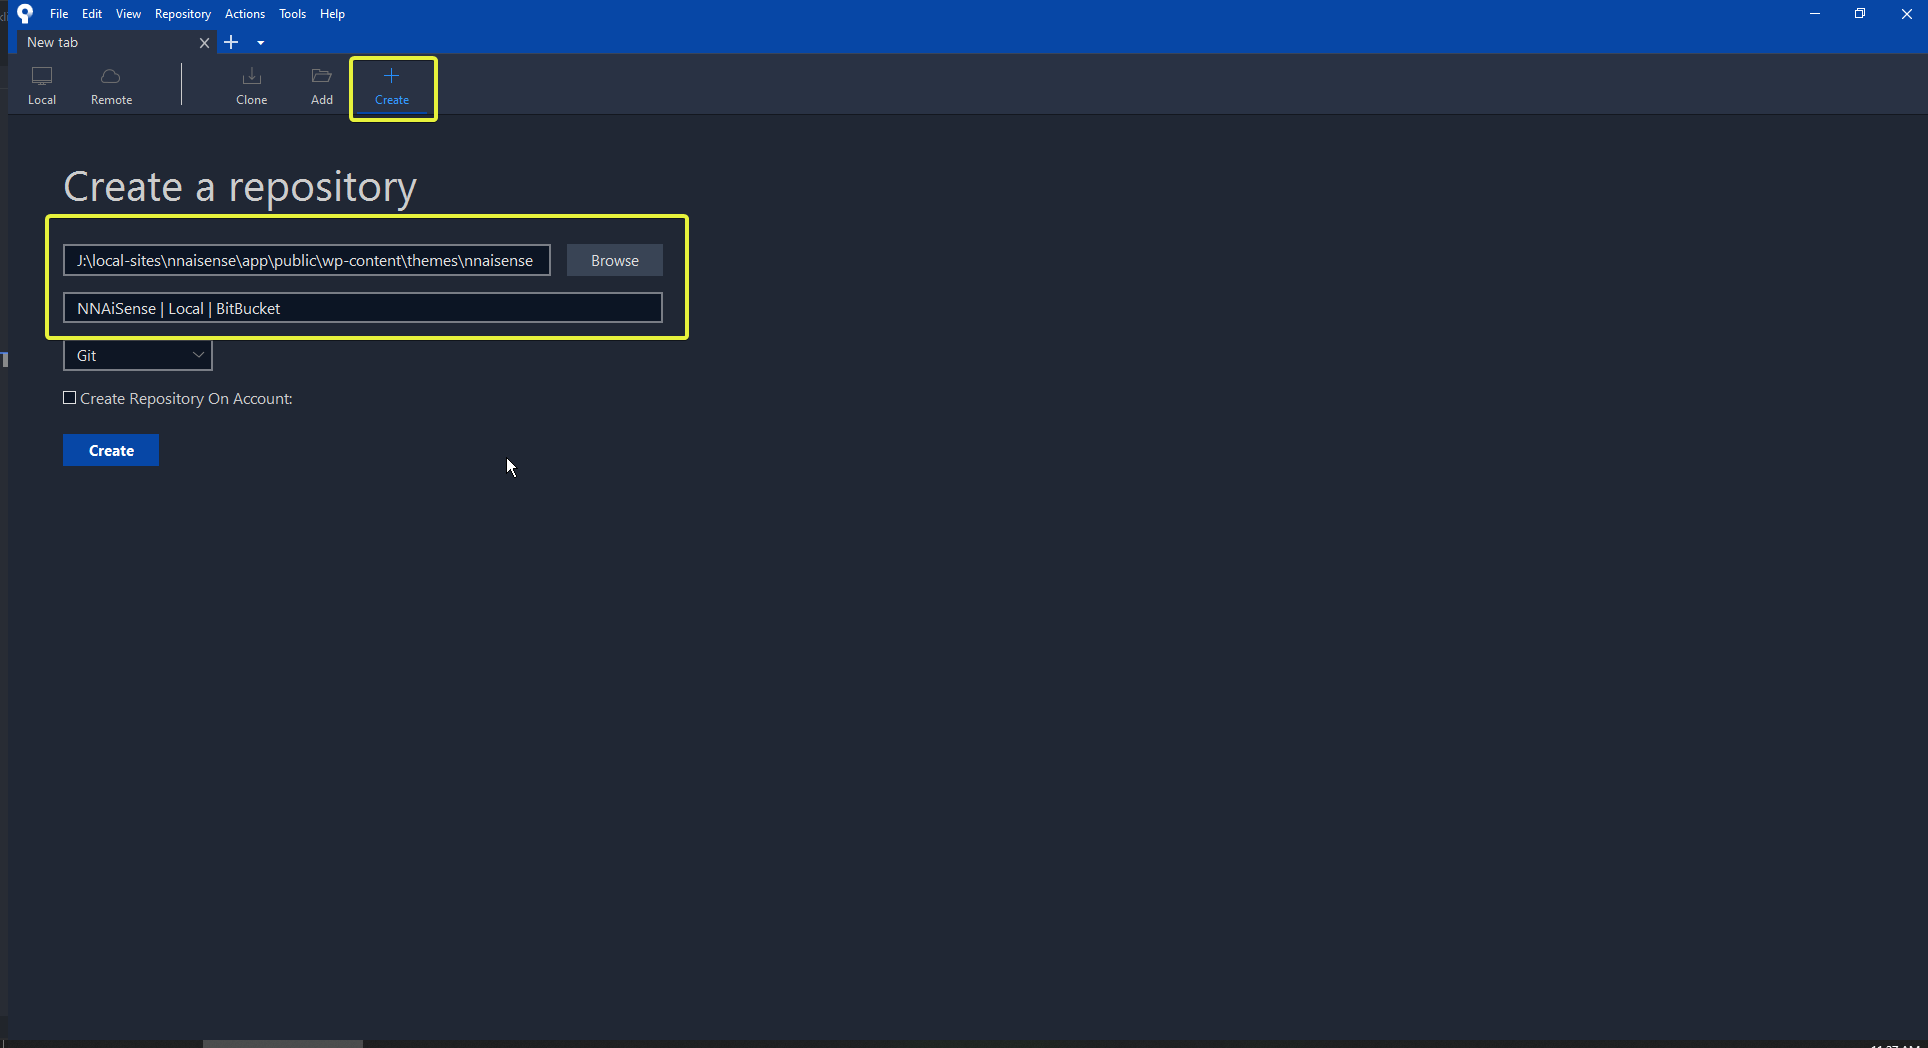 File Edit View Repository Actions Tools Help
New tab
Local Remote Clone Add Create
Create a repository
J:\local-sites\nnaisense\app\public\wp-content\themes\nnaisense Browse
NNAiSense | Local | BitBucket
Git
Create Repository On Account:
Create